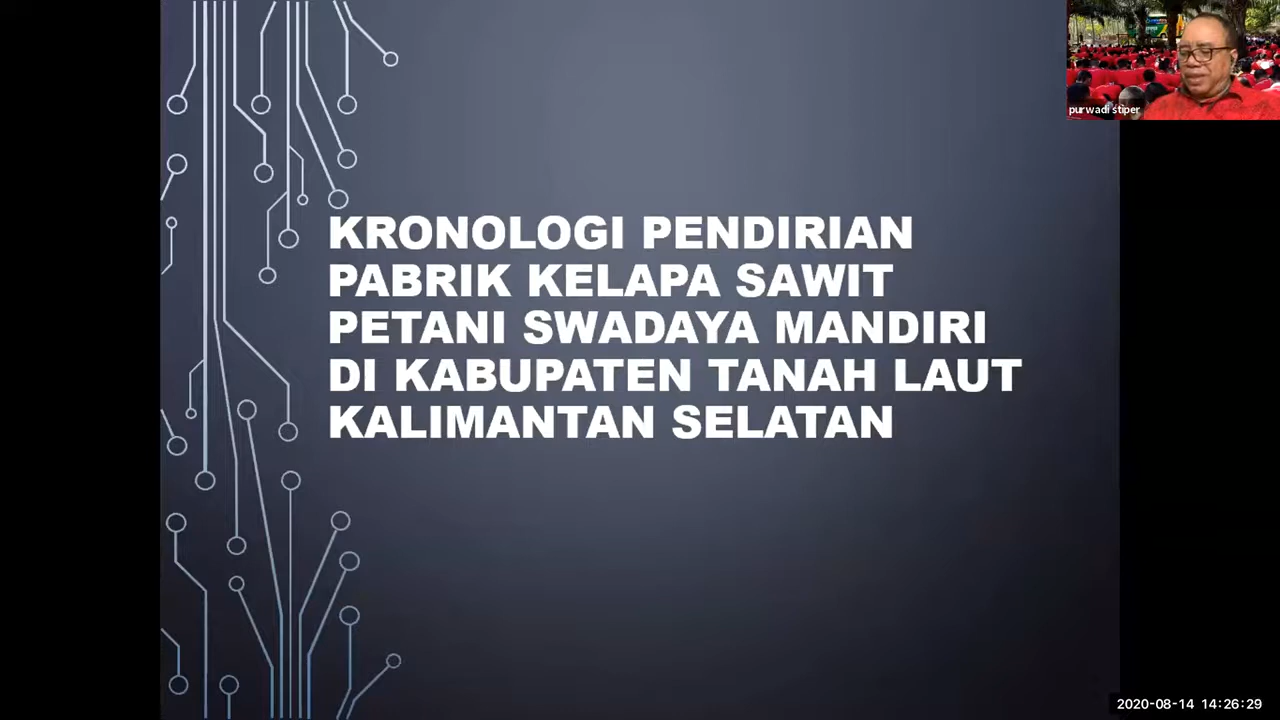 purwadi stiper
KRONOLOGI PENDIRIAN
PABRIK KELAPA SAWIT
PETANI SWADAYA MANDIRI
DI KABUPATEN TANAH LAUT
KALIMANTAN SELATAN
2020-08-14 14:26:29